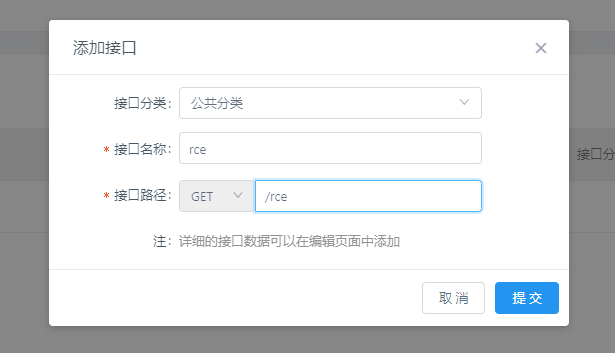 添加接口
接口分类： 公共分类
* 接口名称： rce
* 接口路径： GET /rce
接口分
注： 详细的接口数据可以在编辑页面中添加
取 消 提 交